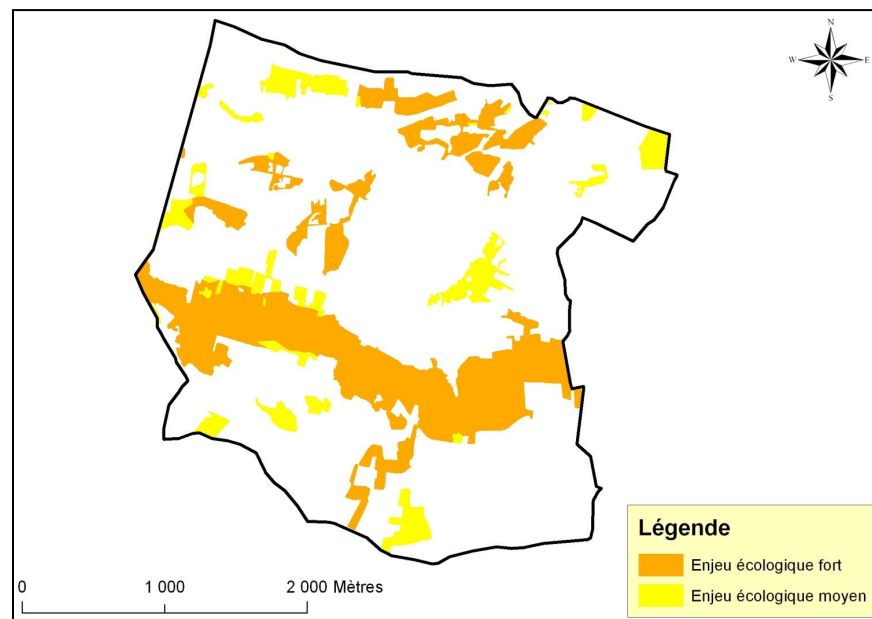 N
W E
S
Légende
Enjeu écologique fort
Enjeu écologique moyen
0 1 000 2 000 Mètres